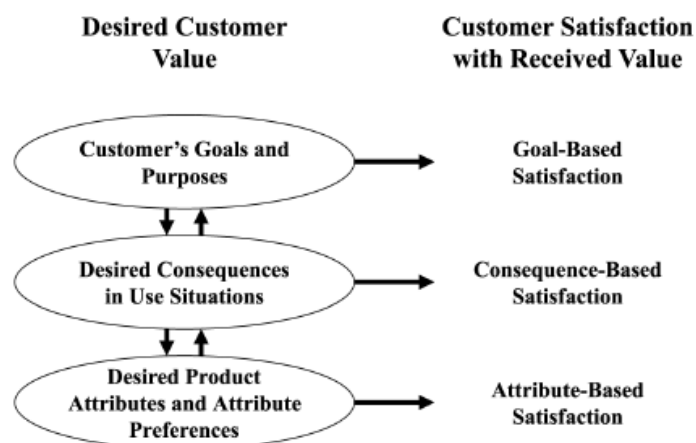 Desired Customer
Value
Customer Satisfaction
with Received Value
Customer's Goals and
Purposes
Goal-Based
Satisfaction
Desired Consequences
in Use Situations
Consequence-Based
Satisfaction
Desired Product
Attributes and Attribute
Preferences
Attribute-Based
Satisfaction